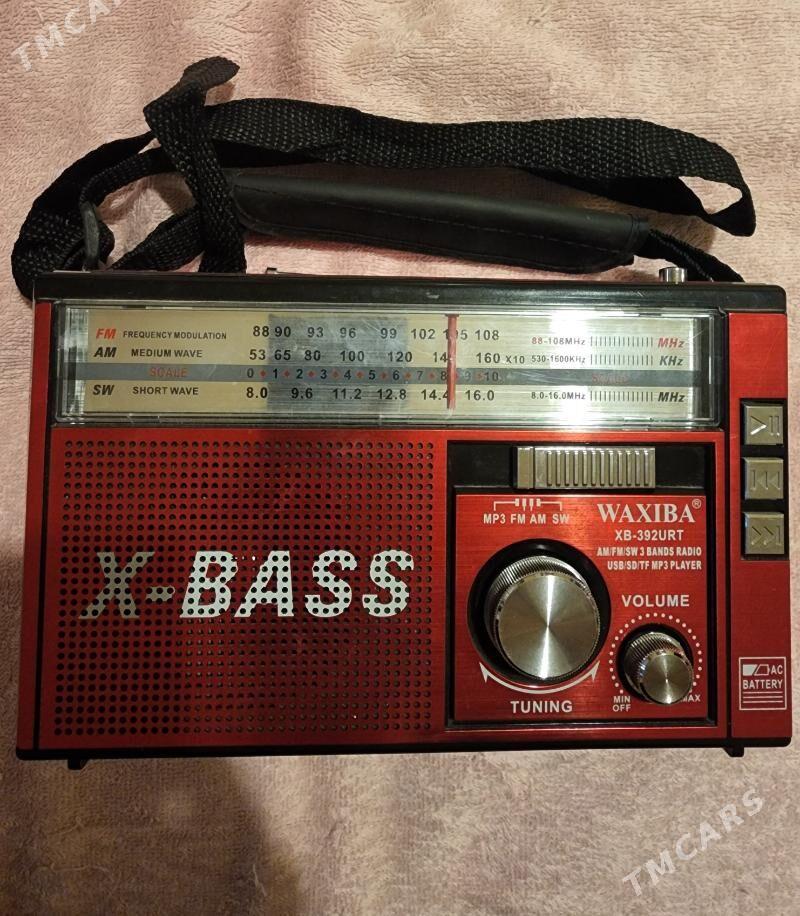 TMCARS
FM FREQUENCY MODULATION 88 90 93 96 99 102 105 108 88-108MHz MHz
AM MEDIUM WAVE 53 65 80 100 120 14 160 X10 530-1600KHz KHz
SCALE 0 1 2 3 4 5 6 7 8 9 10 SCALE
SW SHORT WAVE 8.0 9.6 11.2 12.8 14.4 16.0 8.0-16.0MHz MHz
MP3 FM AM SW
WAXIBA®
XB-392URT
AM/FM/SW 3 BANDS RADIO
USB/SD/TF MP3 PLAYER
X-BASS
VOLUME
MIN
OFF
MAX
TUNING
AC
BATTERY
TMCARS